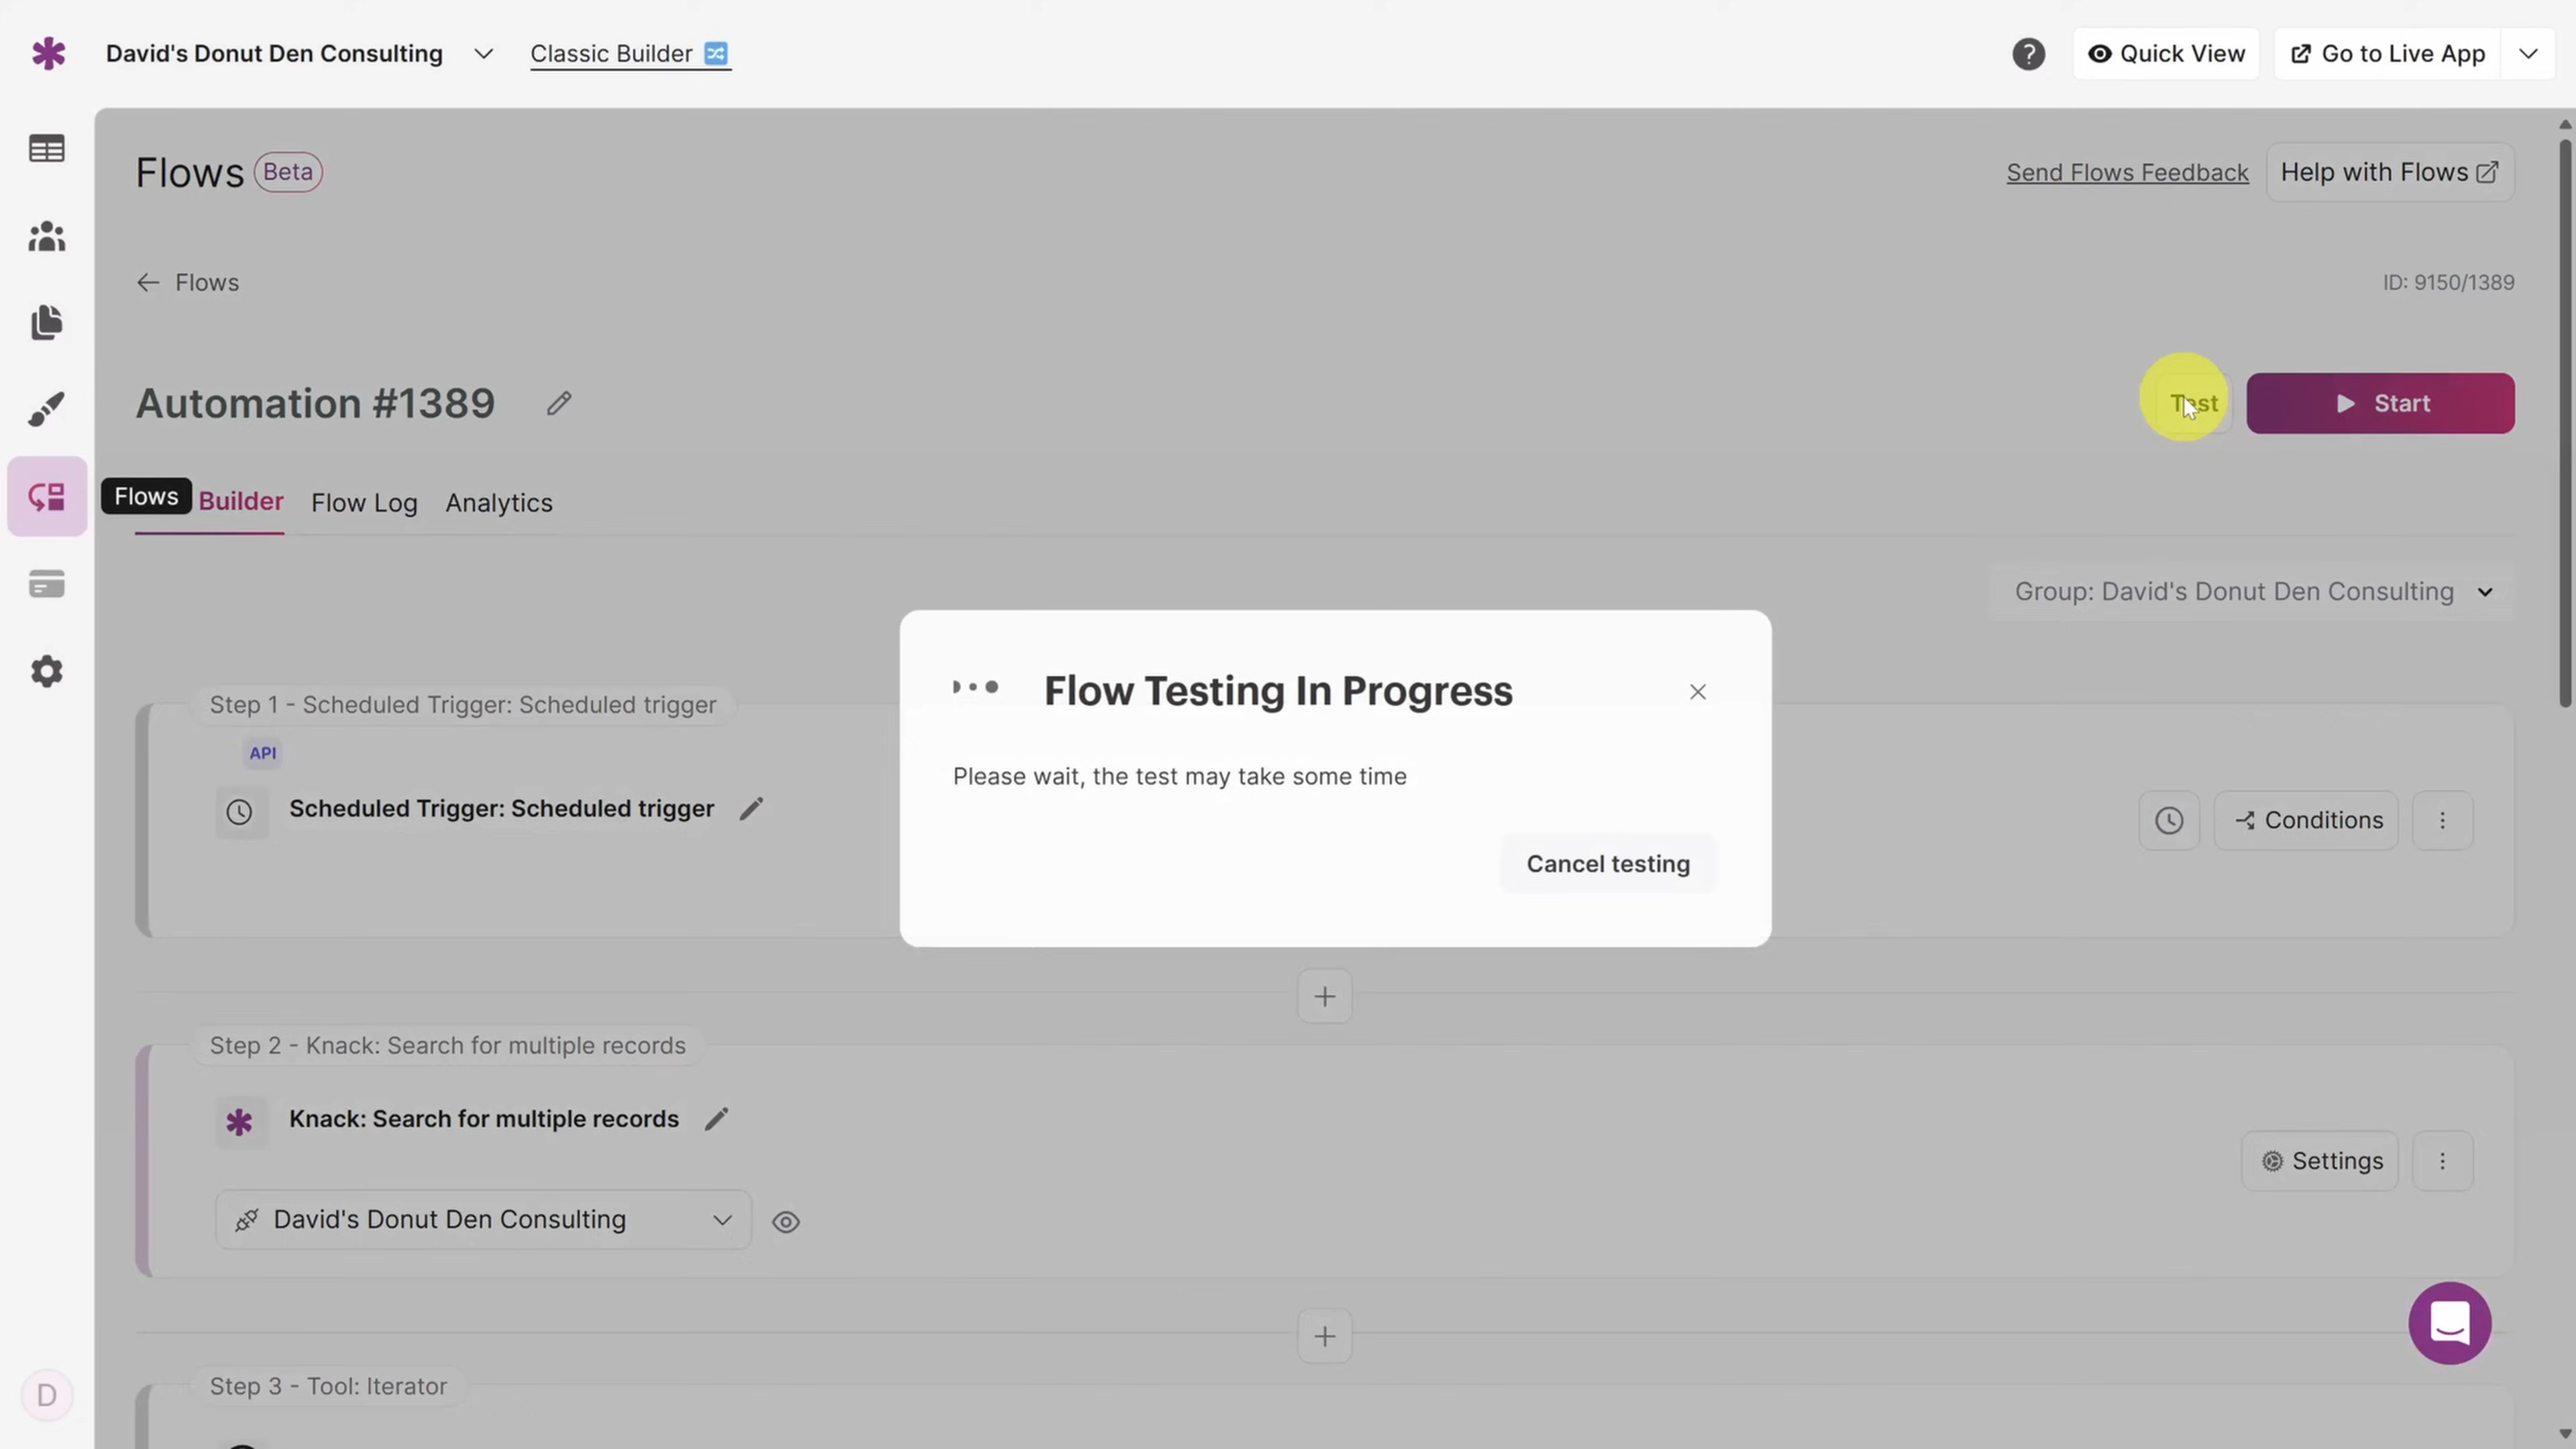 David's Donut Den Consulting
Classic Builder
Quick View
Go to Live App
Flows Beta
Send Flows Feedback
Help with Flows
Flows
ID: 9150/1389
Automation #1389
Test
Start
Flows
Builder
Flow Log
Analytics
Group: David's Donut Den Consulting
Flow Testing In Progress
Please wait, the test may take some time
Cancel testing
Step 1 - Scheduled Trigger: Scheduled trigger
API
Scheduled Trigger: Scheduled trigger
Conditions
Step 2 - Knack: Search for multiple records
Knack: Search for multiple records
Settings
David's Donut Den Consulting
Step 3 - Tool: Iterator
D